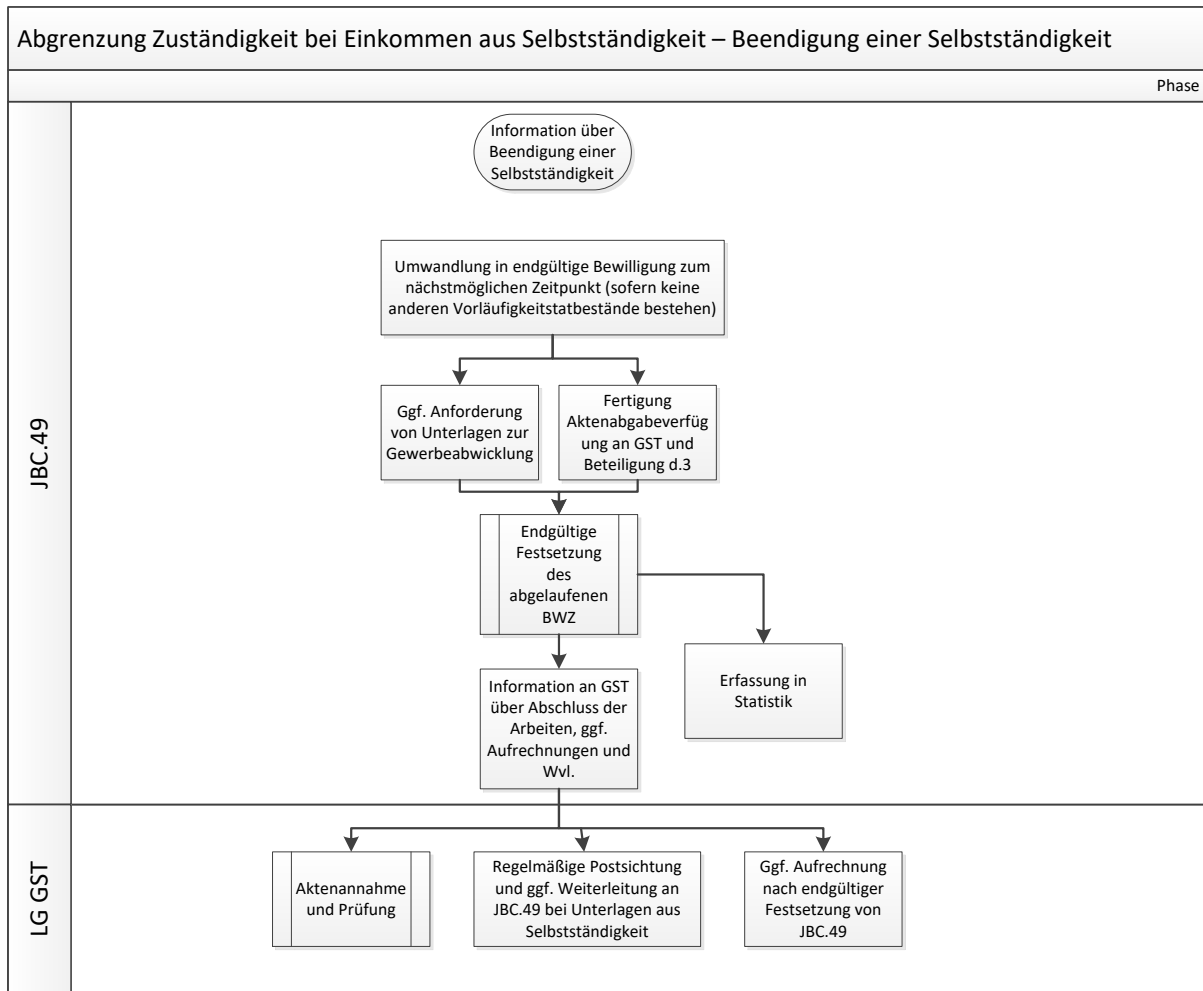 Abgrenzung Zuständigkeit bei Einkommen aus Selbstständigkeit – Beendigung einer Selbstständigkeit
Phase
JBC.49
Information über
Beendigung einer
Selbstständigkeit
Umwandlung in endgültige Bewilligung zum
nächstmöglichen Zeitpunkt (sofern keine
anderen Vorläufigkeitstatbestände bestehen)
Ggf. Anforderung
von Unterlagen zur
Gewerbeabwicklung
Fertigung
Aktenabgabeverfüg
ung an GST und
Beteiligung d.3
Endgültige
Festsetzung
des
abgelaufenen
BWZ
Erfassung in
Statistik
Information an GST
über Abschluss der
Arbeiten, ggf.
Aufrechnungen und
Wvl.
LG GST
Aktenannahme
und Prüfung
Regelmäßige Postsichtung
und ggf. Weiterleitung an
JBC.49 bei Unterlagen aus
Selbstständigkeit
Ggf. Aufrechnung
nach endgültiger
Festsetzung von
JBC.49